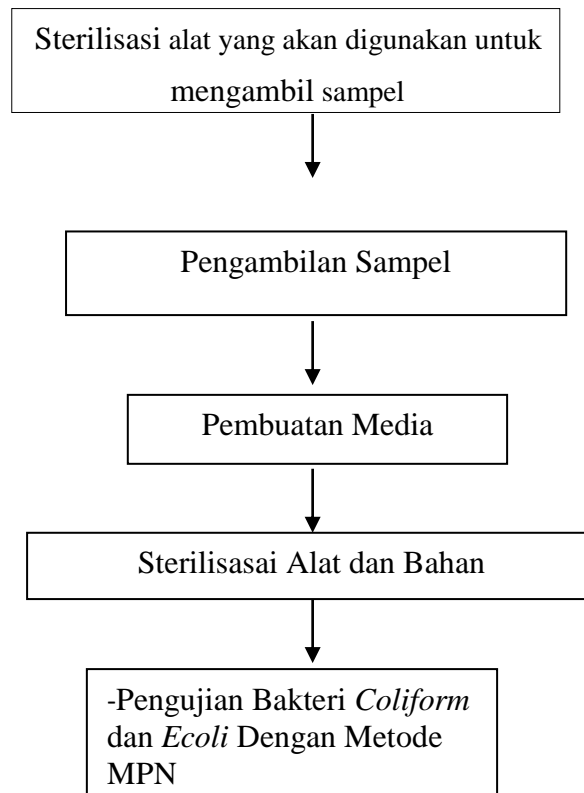 Sterilisasi alat yang akan digunakan untuk
mengambil sampel
Pengambilan Sampel
Pembuatan Media
Sterilisasai Alat dan Bahan
-Pengujian Bakteri Coliform
dan Ecoli Dengan Metode
MPN